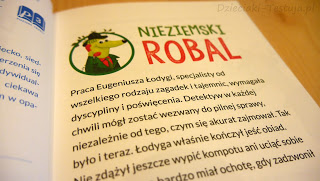 Dzieciaki-Testują.pl
NIEZIEMSKI
ROBAL
Praca Eugeniusza Łodygi, specjalisty od
wszelkiego rodzaju zagadek i tajemnic, wymagała
dyscypliny i poświęcenia. Detektyw w każdej
chwili mógł zostać wezwany do pilnej sprawy,
niezależnie od tego, czym się akurat zajmował. Tak
było i teraz. Łodyga właśnie kończył jeść obiad.
Nie zdążył jeszcze wypić kompotu ani uciąć sobie
bardzo miał ochotę, gdy zadzwonił
ecko, sied-
ierzenia się
dywidual-
ciekawa
n w opa-